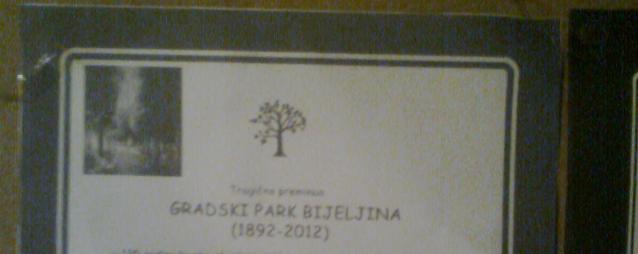 Tragično preminuo
GRADSKI PARK BIJELJINA
(1892-2012)